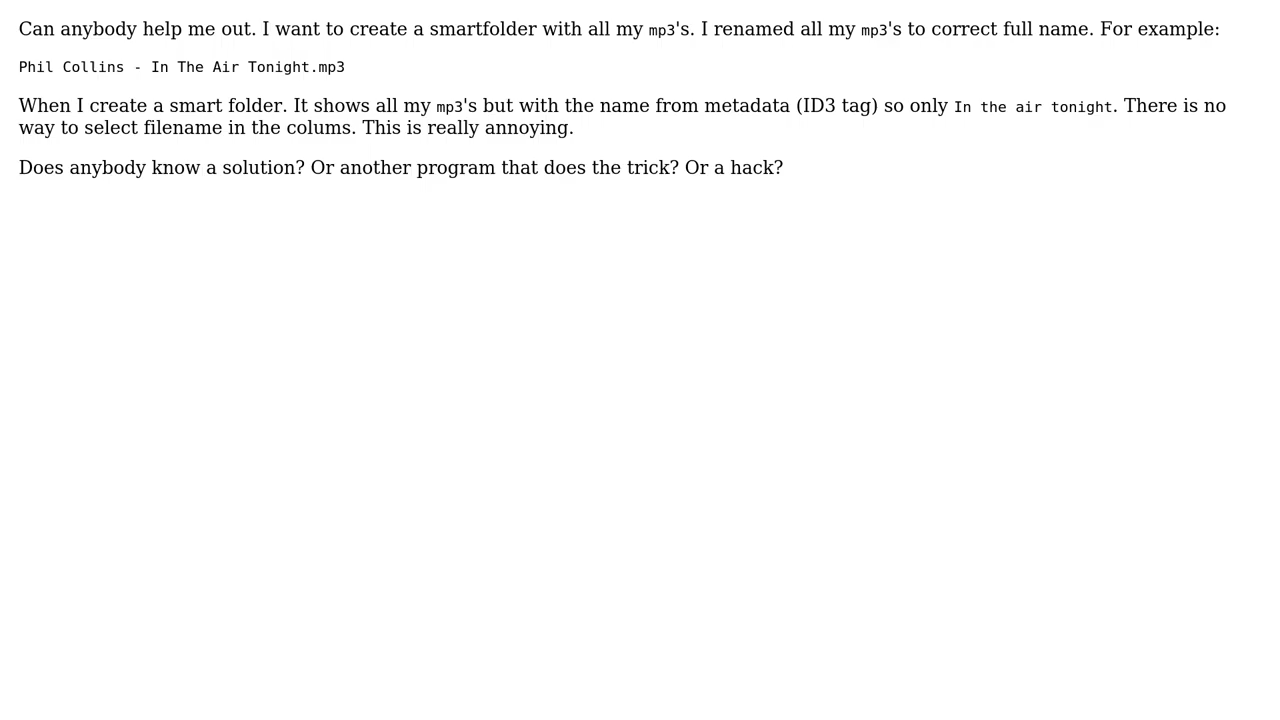 Can anybody help me out. I want to create a smartfolder with all my mp3's. I renamed all my mp3's to correct full name. For example:
Phil Collins - In The Air Tonight.mp3
When I create a smart folder. It shows all my mp3's but with the name from metadata (ID3 tag) so only In the air tonight. There is no
way to select filename in the colums. This is really annoying.
Does anybody know a solution? Or another program that does the trick? Or a hack?